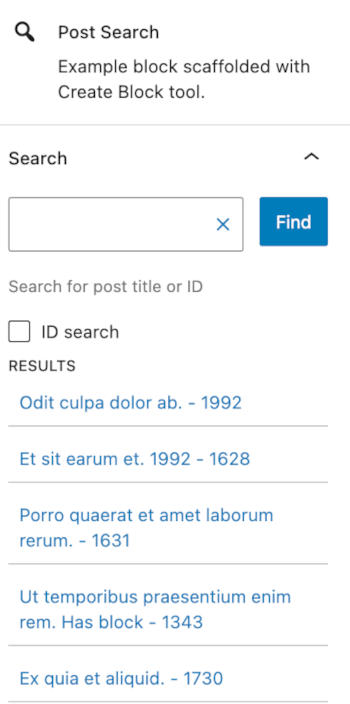 Post Search
Example block scaffolded with
Create Block tool.
Search
Find
Search for post title or ID
ID search
RESULTS
Odit culpa dolor ab. - 1992
Et sit earum et. 1992 - 1628
Porro quaerat et amet laborum
rerum. - 1631
Ut temporibus praesentium enim
rem. Has block - 1343
Ex quia et aliquid. - 1730